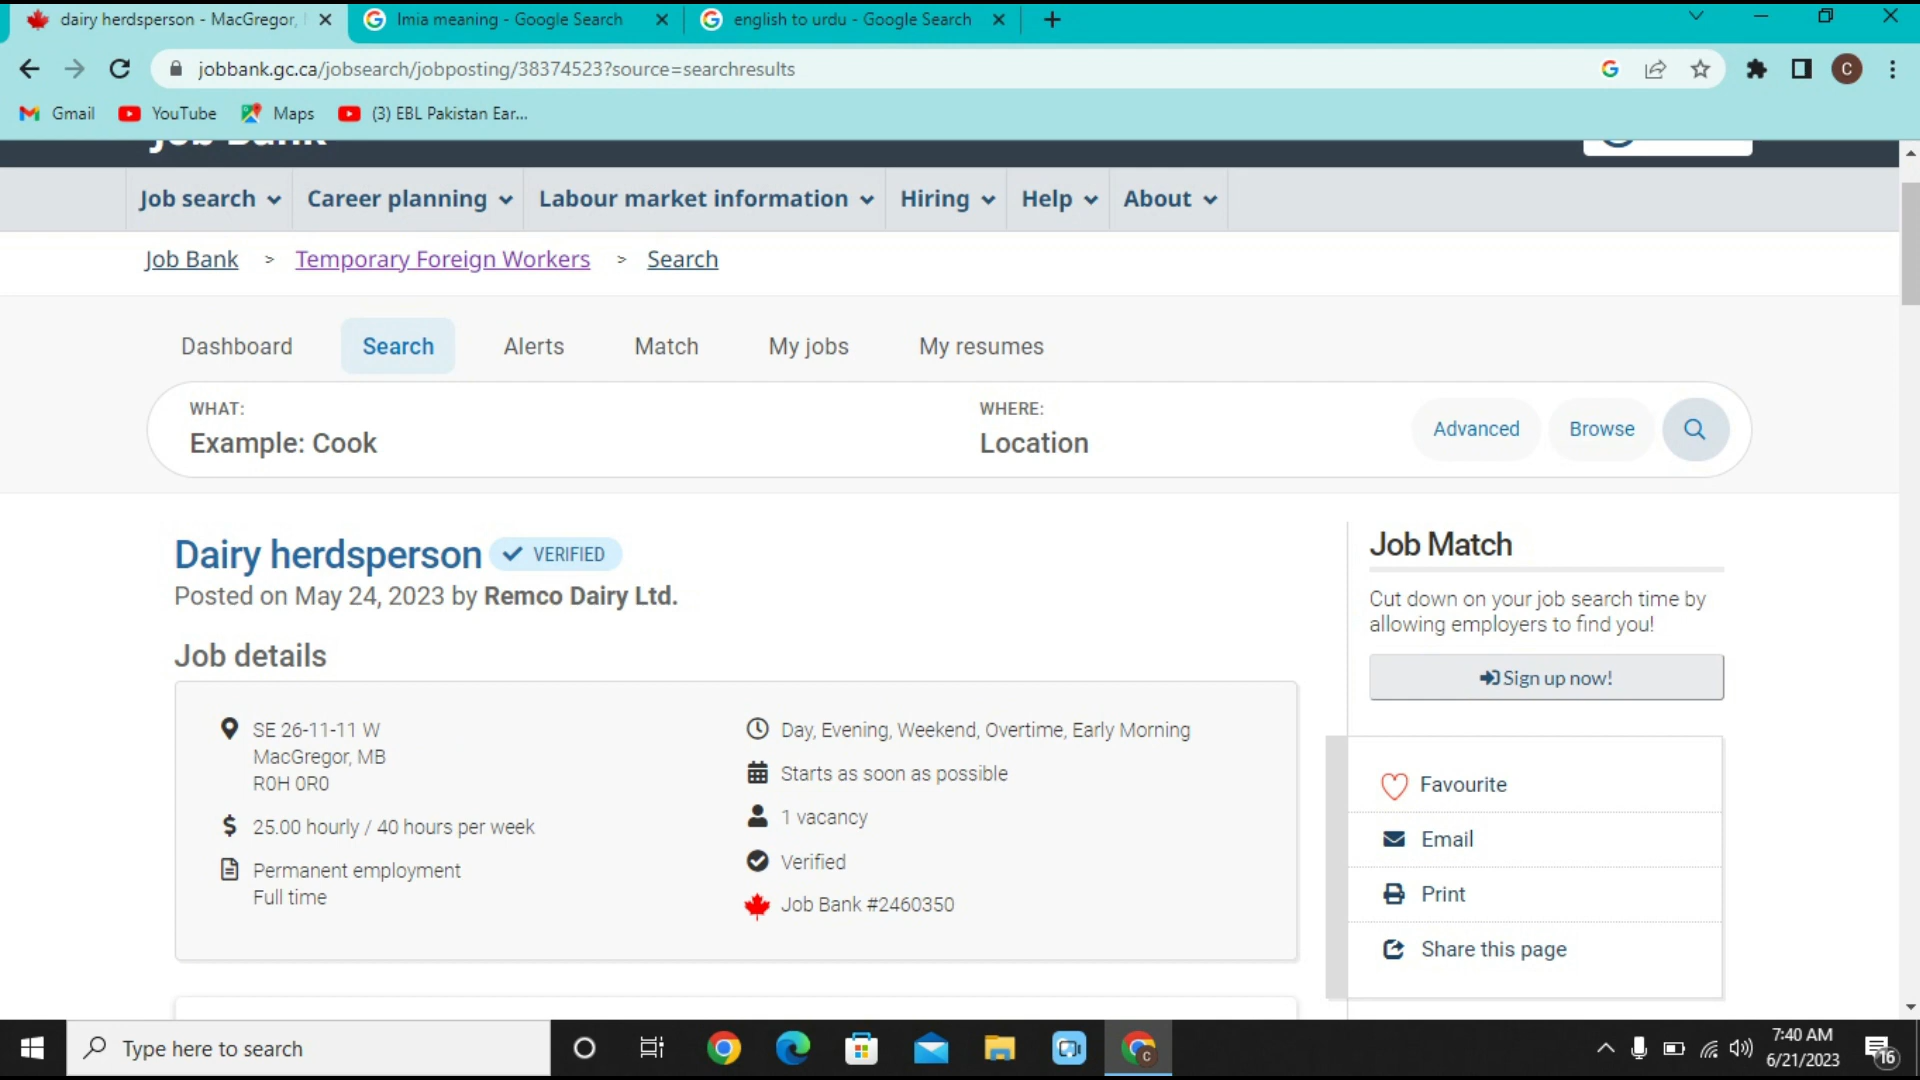 dairy herdsperson - MacGregor,
lmia meaning - Google Search
english to urdu - Google Search
jobbank.gc.ca/jobsearch/jobposting/38374523?source=searchresults
C
Gmail
YouTube
Maps
(3) EBL Pakistan Ear...
Job Bank
Job search
Career planning
Labour market information
Hiring
Help
About
Job Bank > Temporary Foreign Workers > Search
Dashboard
Search
Alerts
Match
My jobs
My resumes
WHAT:
Example: Cook
WHERE:
Location
Advanced
Browse
Dairy herdsperson
VERIFIED
Posted on May 24, 2023 by Remco Dairy Ltd.
Job details
SE 26-11-11 W
MacGregor, MB
R0H 0R0
25.00 hourly / 40 hours per week
Permanent employment
Full time
Day, Evening, Weekend, Overtime, Early Morning
Starts as soon as possible
1 vacancy
Verified
Job Bank #2460350
Job Match
Cut down on your job search time by
allowing employers to find you!
Sign up now!
Favourite
Email
Print
Share this page
Type here to search
C
7:40 AM
6/21/2023
16